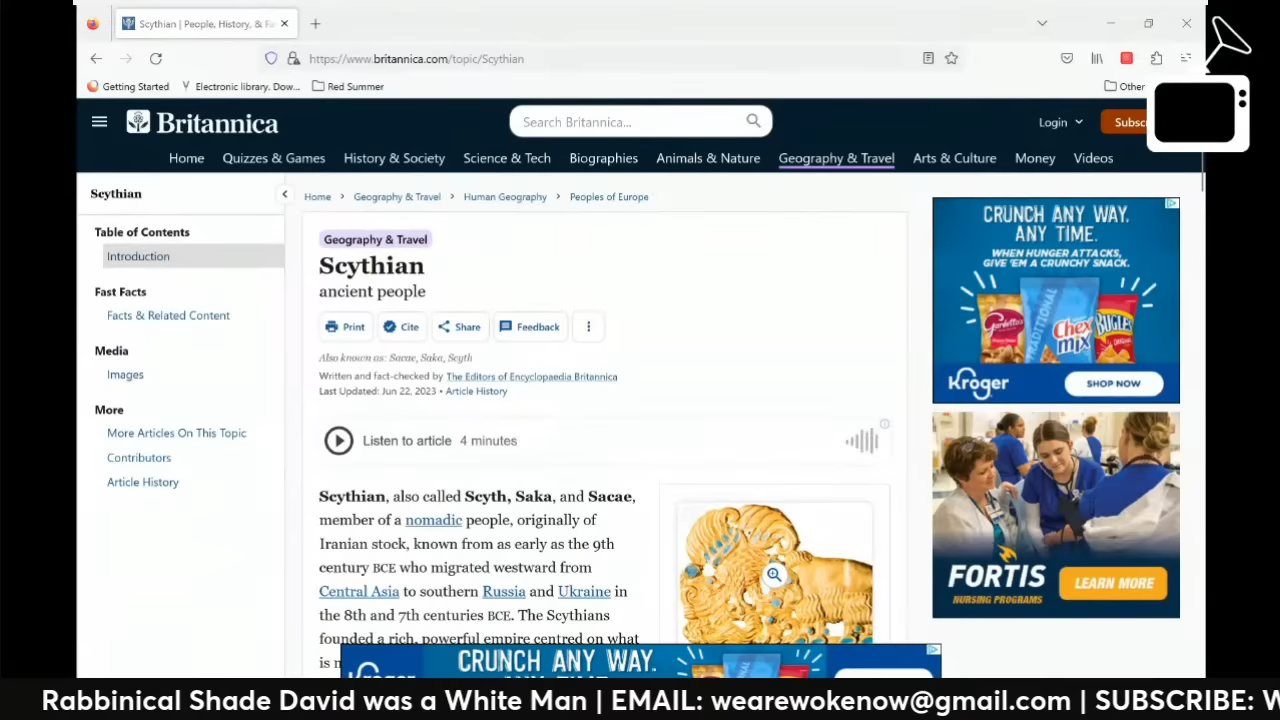 Scythian | People, History, & Fa
https://www.britannica.com/topic/Scythian
Getting Started
Electronic library. Dow...
Red Summer
Other
Britannica
Search Britannica...
Login
Subsc
Home
Quizzes & Games
History & Society
Science & Tech
Biographies
Animals & Nature
Geography & Travel
Arts & Culture
Money
Videos
Scythian
Table of Contents
Introduction
Fast Facts
Facts & Related Content
Media
Images
More
More Articles On This Topic
Contributors
Article History
Home > Geography & Travel > Human Geography > Peoples of Europe
Geography & Travel
Scythian
ancient people
Print
Cite
Share
Feedback
Also known as: Sacae, Saka, Scyth
Written and fact-checked by The Editors of Encyclopaedia Britannica
Last Updated: Jun 22, 2023 • Article History
Listen to article 4 minutes
Scythian, also called Scyth, Saka, and Sacae,
member of a nomadic people, originally of
Iranian stock, known from as early as the 9th
century BCE who migrated westward from
Central Asia to southern Russia and Ukraine in
the 8th and 7th centuries BCE. The Scythians
founded a rich, powerful empire centred on what
is
CRUNCH ANY WAY.
ANY TIME.
WHEN HUNGER ATTACKS,
GIVE 'EM A CRUNCHY SNACK.
Gardetto's
TRADITIONAL
Chex
mix
BUGLES
Kroger
SHOP NOW
FORTIS
NURSING PROGRAMS
LEARN MORE
CRUNCH ANY WAY.
Rabbinical Shade David was a White Man | EMAIL: wearewokenow@gmail.com | SUBSCRIBE: W